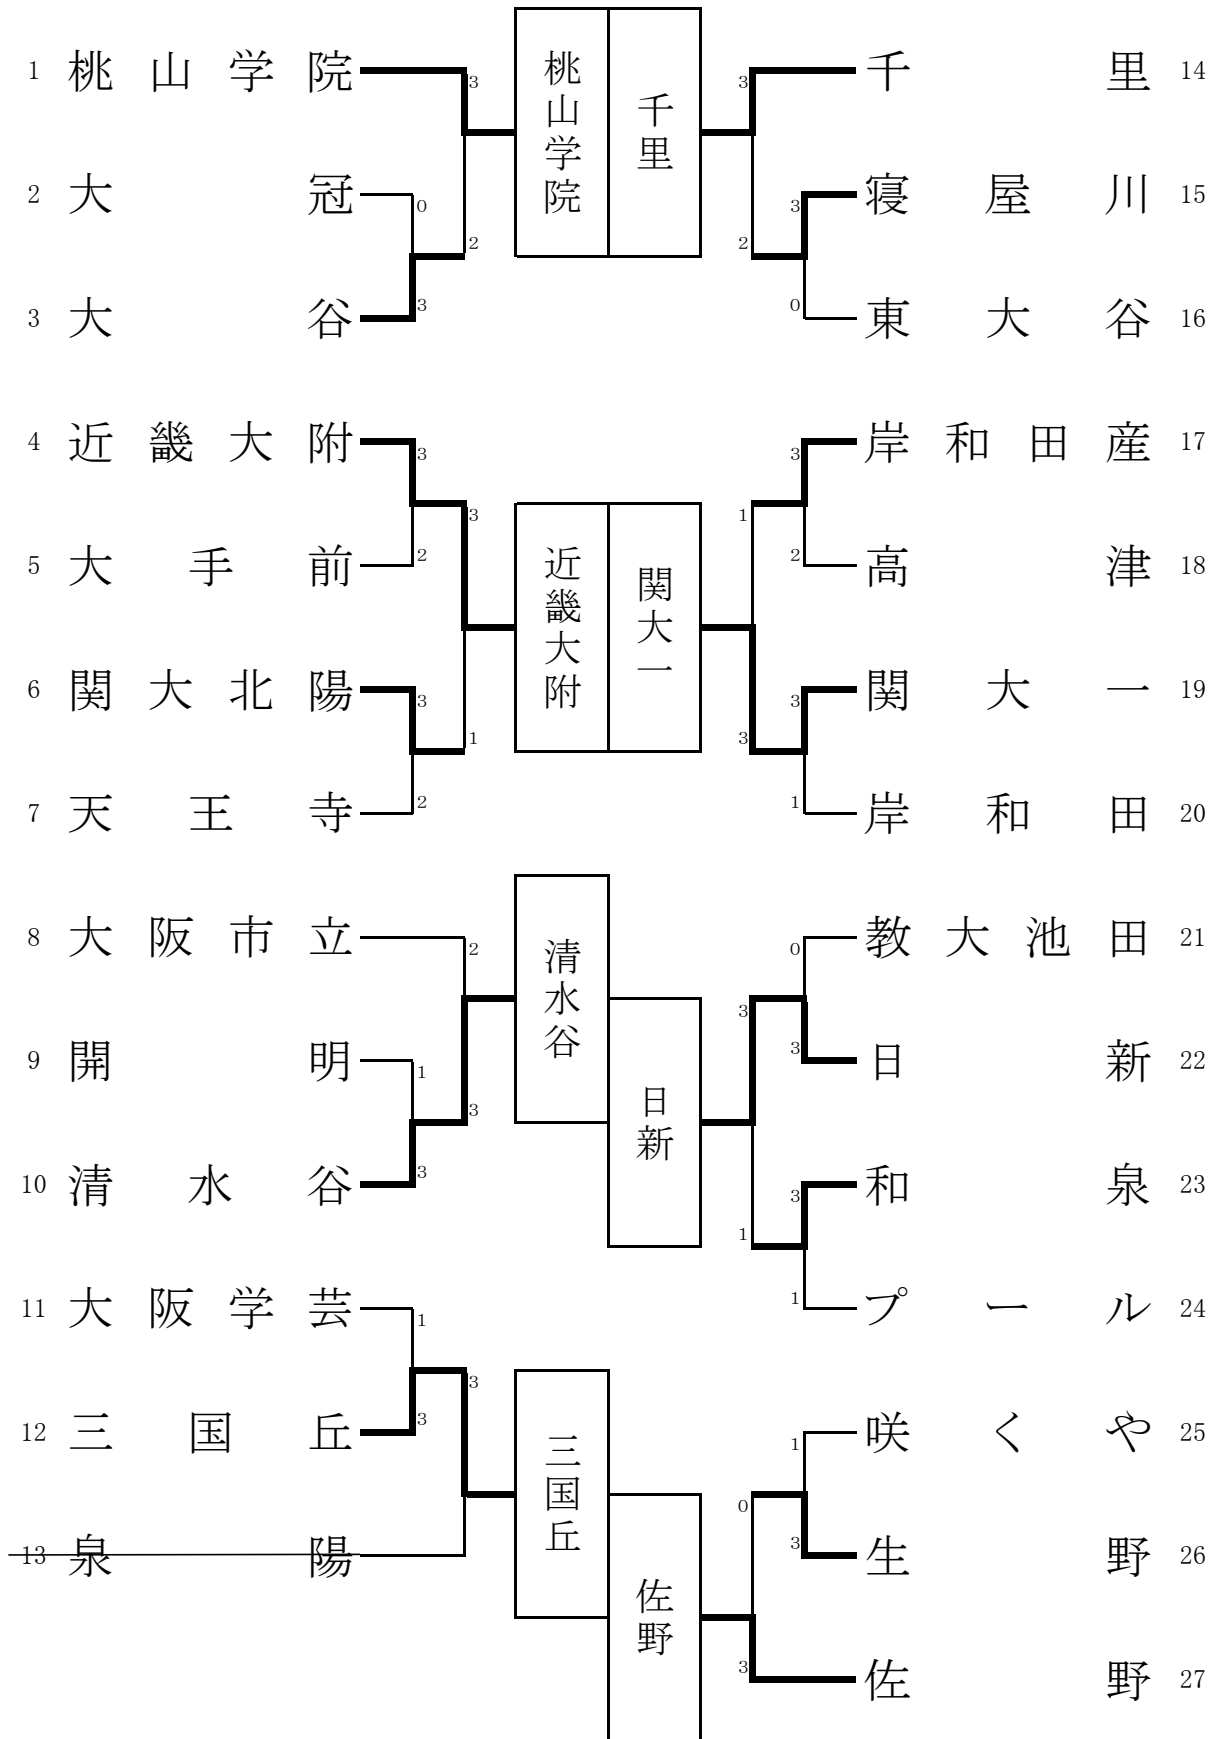 1 桃山学院
3
2 大冠
0
2
3 大谷
3
4 近畿大附
3
3
5 大手前
2
6 関大北陽
3
1
7 天王寺
2
8 大阪市立
2
9 開明
1
3
10 清水谷
3
11 大阪学芸
1
3
12 三国丘
3
13 泉陽
桃山学院
千里
近畿大附
関大一
清水谷
日新
三国丘
佐野
千里 14
3
寝屋川 15
3
2
東大谷 16
0
岸和田産 17
3
1
高津 18
2
関大一 19
3
3
岸和田 20
1
教大池田 21
0
3
日新 22
3
和泉 23
3
1
プール 24
1
咲くや 25
1
0
生野 26
3
佐野 27
3